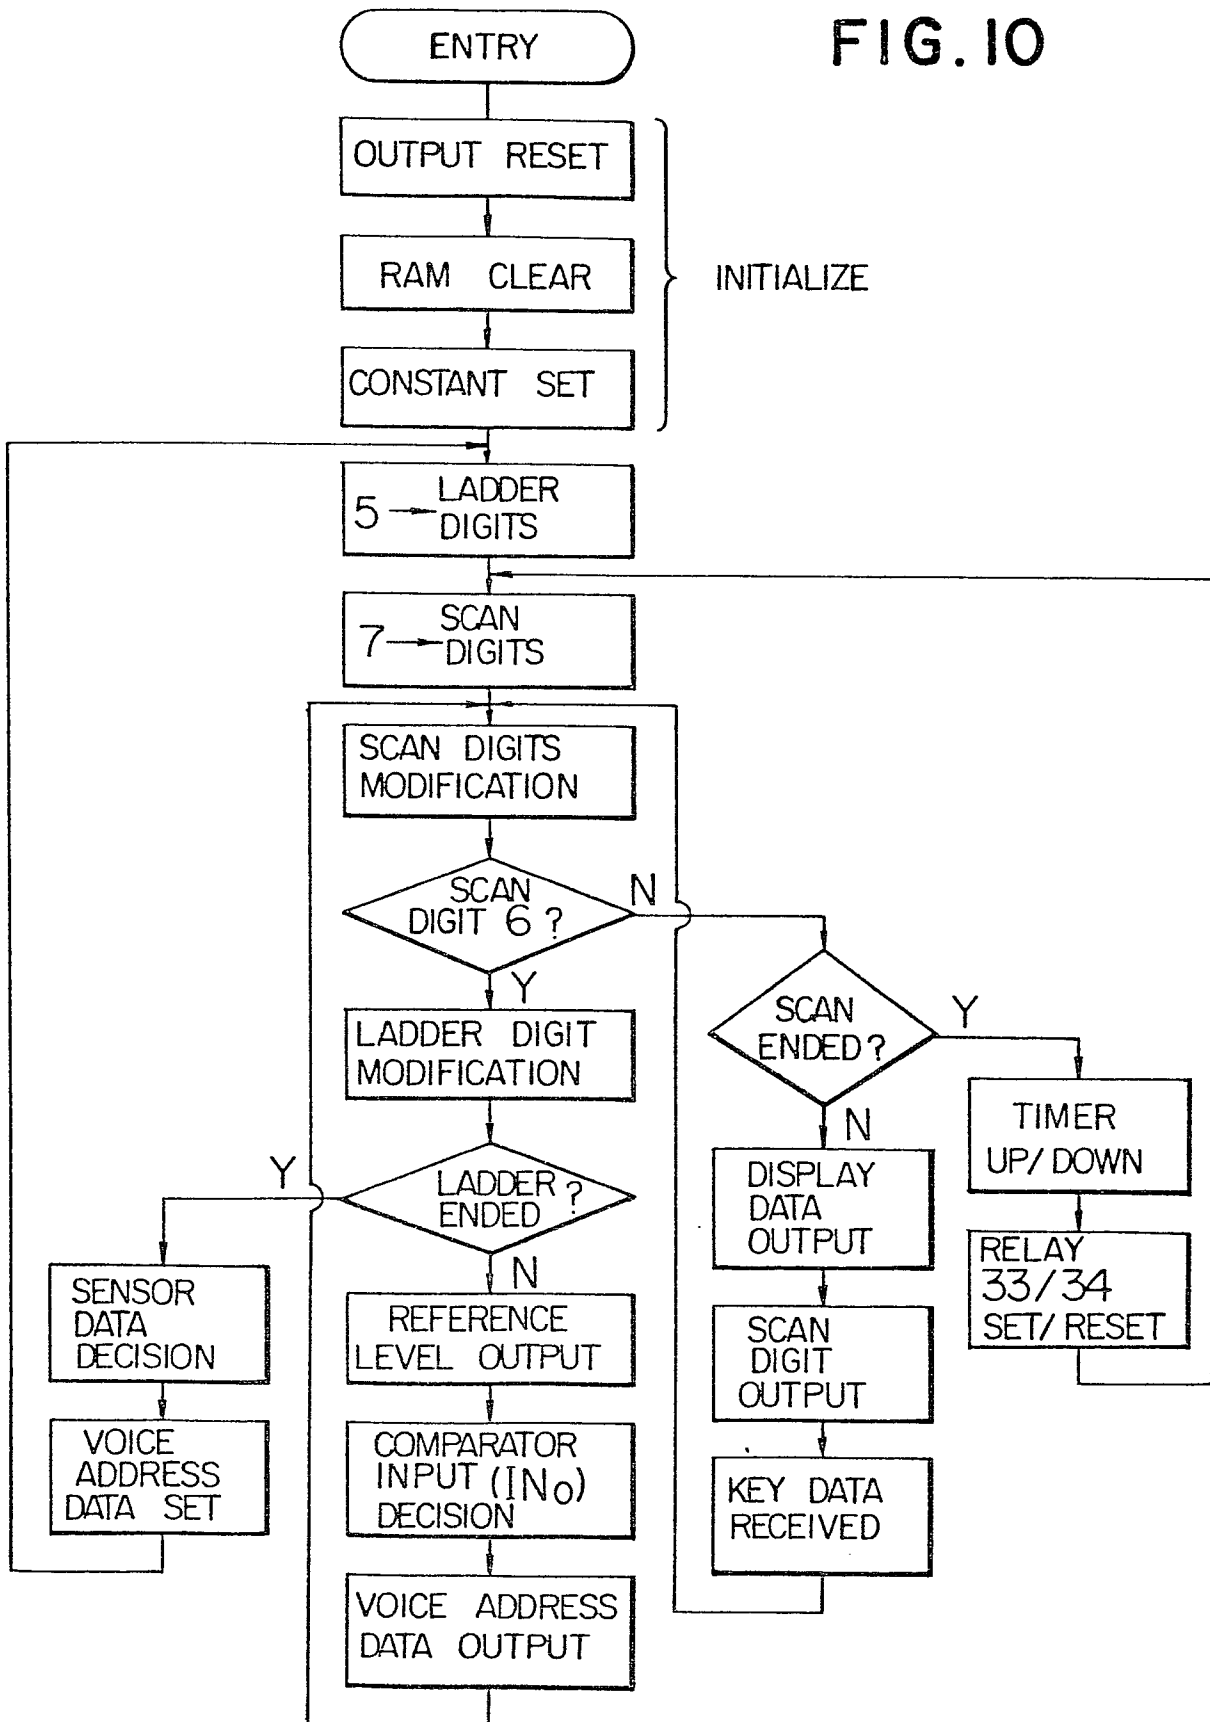 FIG. 10
ENTRY
OUTPUT RESET
RAM CLEAR
INITIALIZE
CONSTANT SET
5 → LADDER
DIGITS
7 → SCAN
DIGITS
SCAN DIGITS
MODIFICATION
SCAN
DIGIT 6 ?
N
Y
SCAN
ENDED?
Y
N
LADDER DIGIT
MODIFICATION
TIMER
UP/DOWN
LADDER
ENDED ?
Y
N
DISPLAY
DATA
OUTPUT
RELAY
33/34
SET/RESET
SENSOR
DATA
DECISION
REFERENCE
LEVEL OUTPUT
SCAN
DIGIT
OUTPUT
VOICE
ADDRESS
DATA SET
COMPARATOR
INPUT (IN0)
DECISION
KEY DATA
RECEIVED
VOICE ADDRESS
DATA OUTPUT